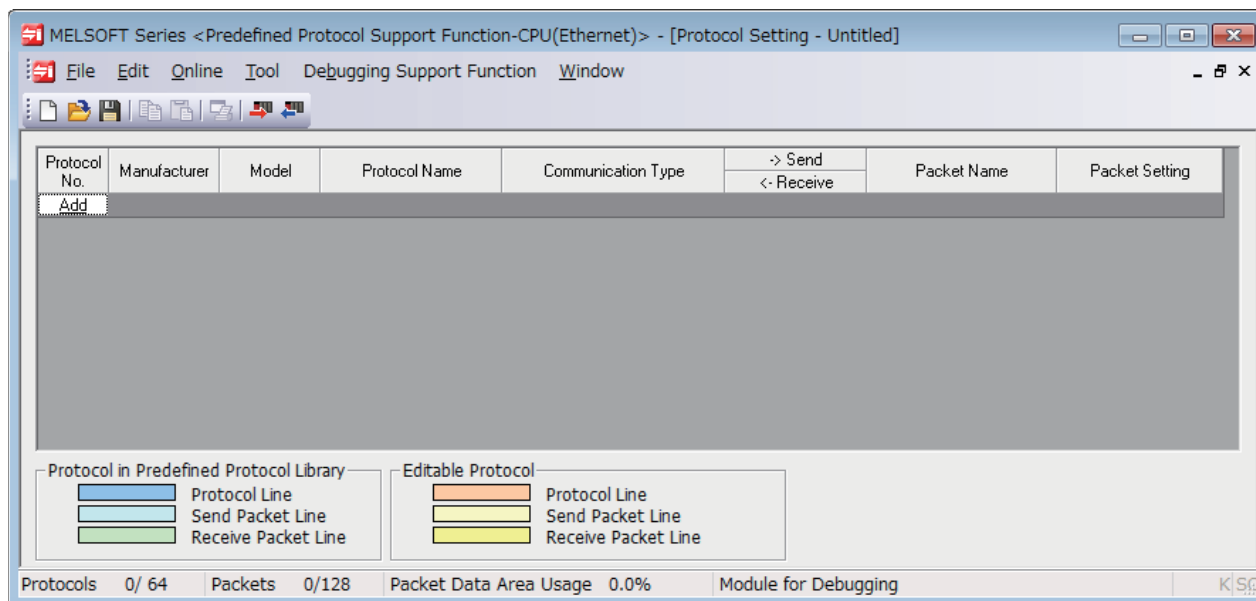 MELSOFT Series <Predefined Protocol Support Function-CPU(Ethernet)> - [Protocol Setting - Untitled]
File Edit Online Tool Debugging Support Function Window
Protocol No. Manufacturer Model Protocol Name Communication Type -> Send <- Receive Packet Name Packet Setting
Add
Protocol in Predefined Protocol Library Editable Protocol
Protocol Line Protocol Line
Send Packet Line Send Packet Line
Receive Packet Line Receive Packet Line
Protocols 0/ 64 Packets 0/128 Packet Data Area Usage 0.0% Module for Debugging K